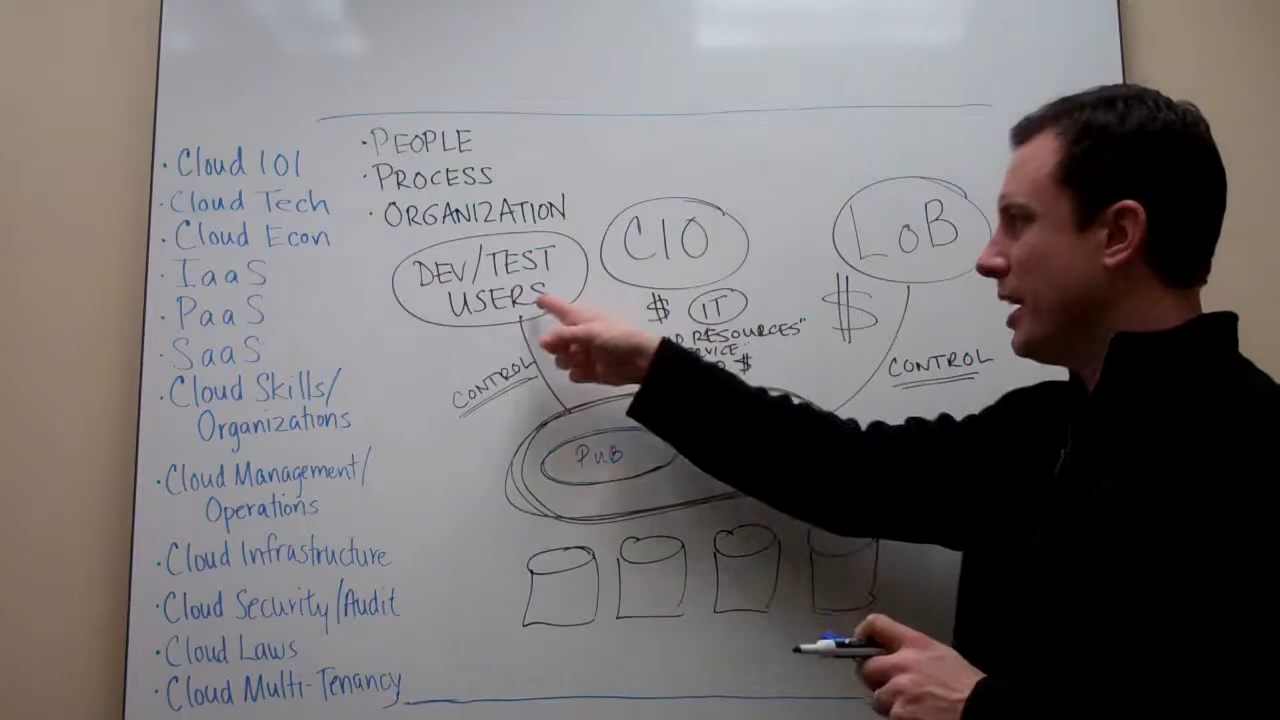 · Cloud 101
· Cloud Tech
· Cloud Econ
· IaaS
· PaaS
· SaaS
· Cloud Skills/
Organizations
· Cloud Management/
Operations
· Cloud Infrastructure
· Cloud Security/Audit
· Cloud Laws
· Cloud Multi-Tenancy
· PEOPLE
· PROCESS
· ORGANIZATION
DEV/TEST
USERS
CIO
LoB
$ IT
$
RESOURCES"
$
CONTROL
CONTROL
PUB